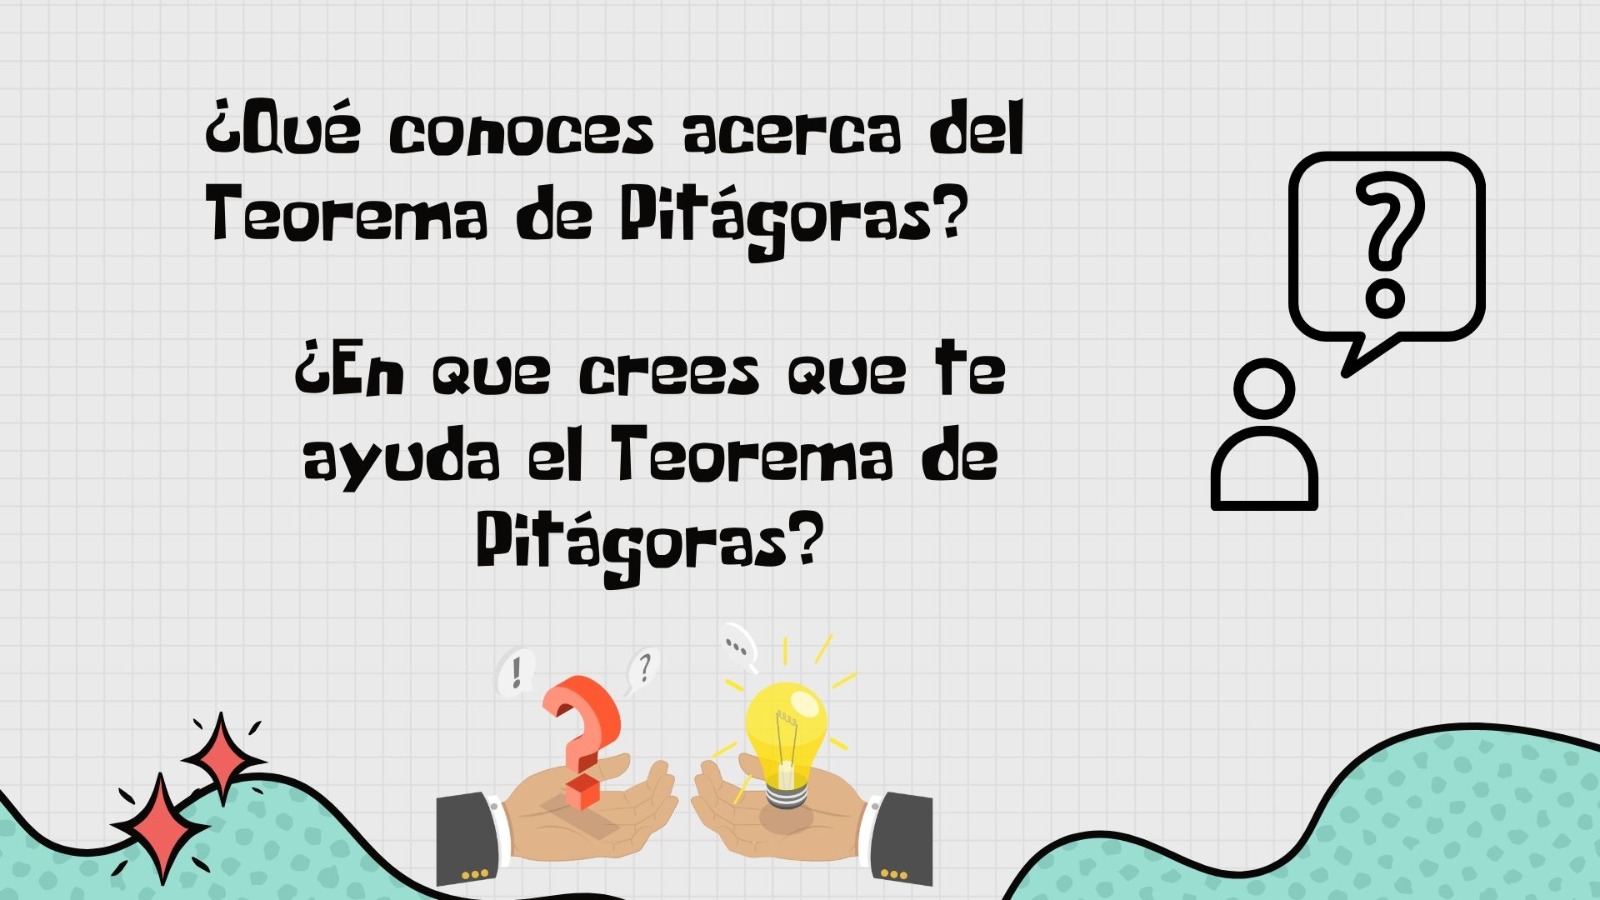 ¿Qué conoces acerca del
Teorema de Pitágoras?
¿En que crees que te
ayuda el Teorema de
Pitágoras?
?
! ? ...
?